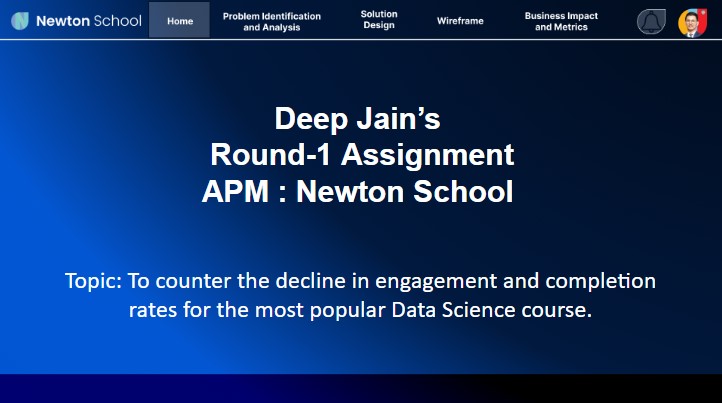 Newton School
Home
Problem Identification
and Analysis
Solution
Design
Wireframe
Business Impact
and Metrics
Deep Jain’s
Round-1 Assignment
APM : Newton School
Topic: To counter the decline in engagement and completion
rates for the most popular Data Science course.